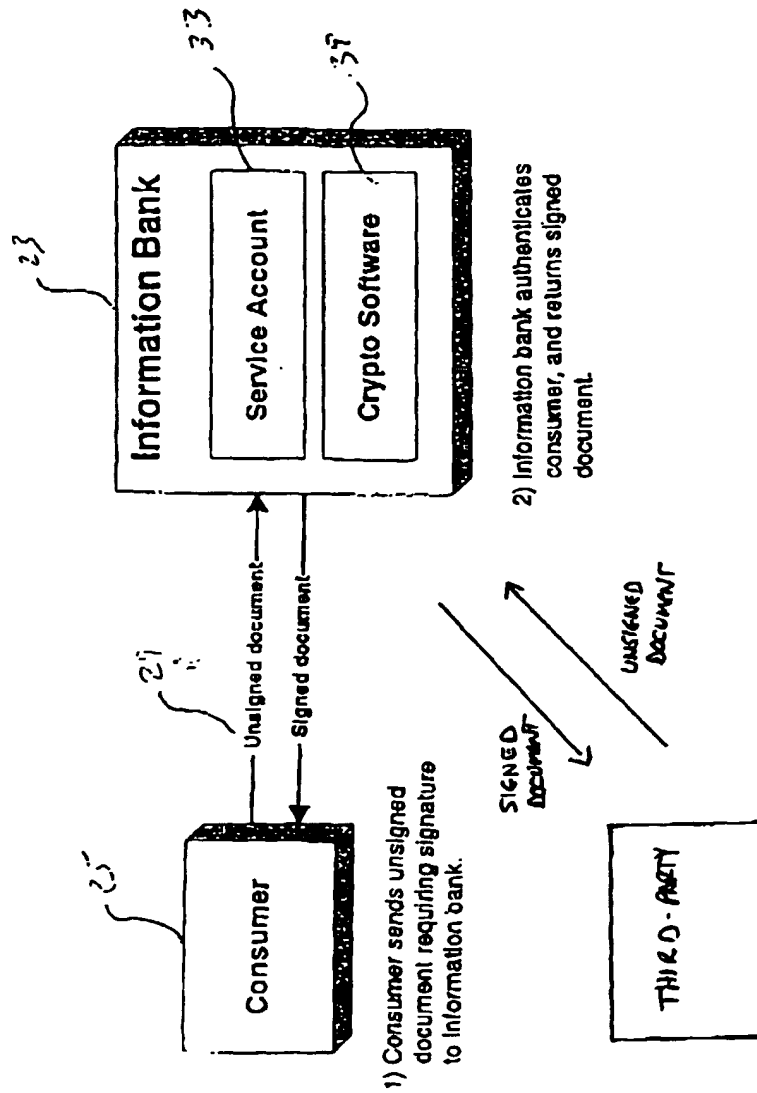 23
25
33
Information Bank
Service Account
Crypto Software
Consumer
Unsigned document
Signed document
1) Consumer sends unsigned
document requiring signature
to information bank.
2) Information bank authenticates
consumer, and returns signed
document.
SIGNED
DOCUMENT
UNSIGNED
DOCUMENT
THIRD-PARTY